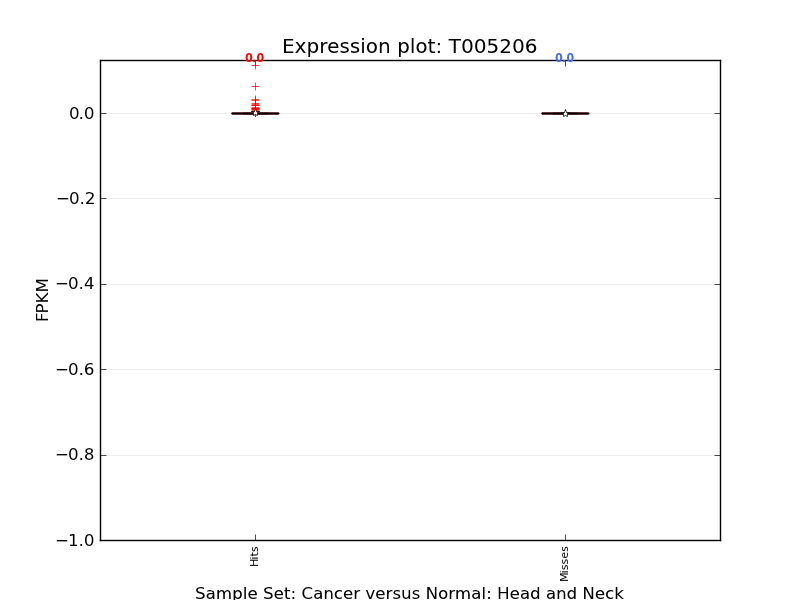 Expression plot: T005206
0.0 0.0
0.0
−0.2
−0.4
−0.6
−0.8
−1.0
FPKM
Hits Misses
Sample Set: Cancer versus Normal: Head and Neck